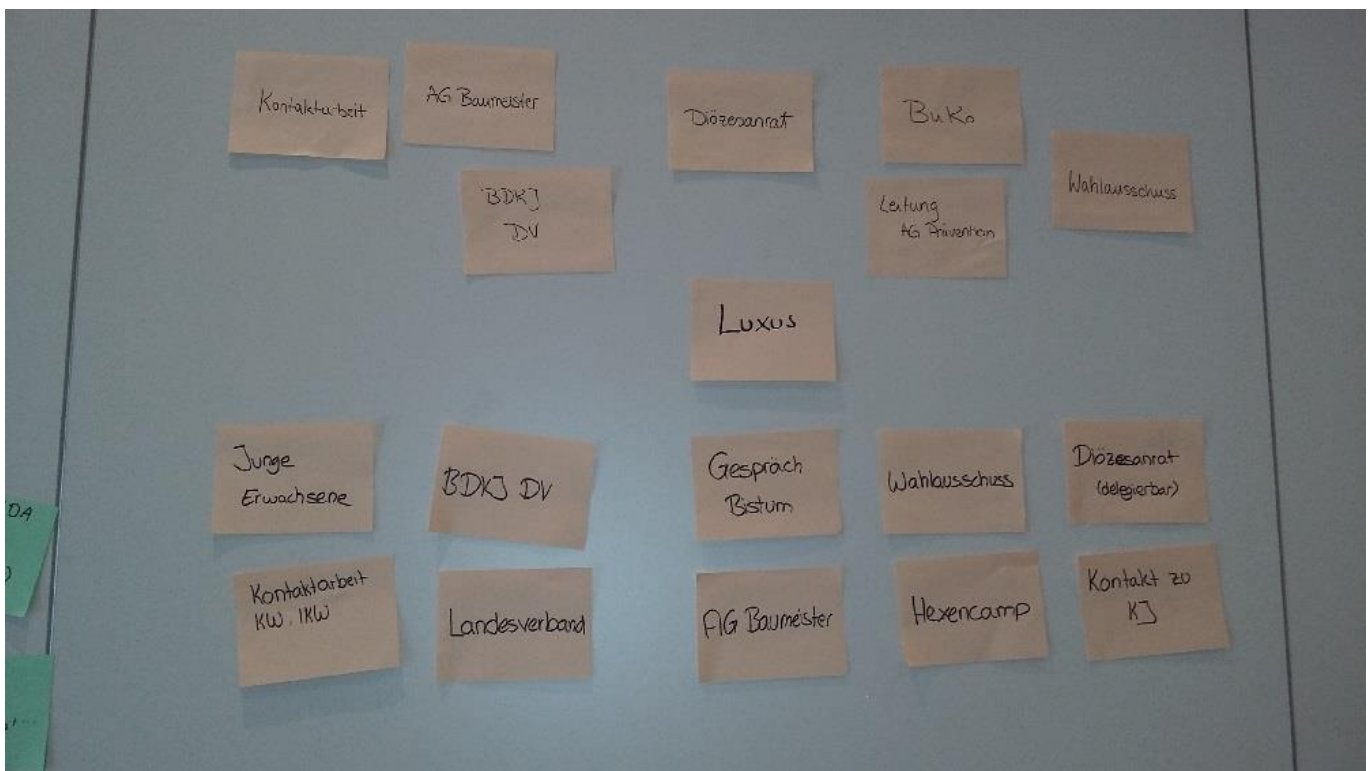 Kontaktarbeit
AG Baumeister
Diözesanrat
BuKo
Wahlausschuss
BDKJ
DV
Leitung
AG Prävention
Luxus
Junge
Erwachsene
BDKJ DV
Gespräch
Bistum
Wahlausschuss
Diözesanrat
(delegierbar)
Kontaktarbeit
KW. IKW
Landesverband
AG Baumeister
Hexencamp
Kontakt zu
KJ
DA